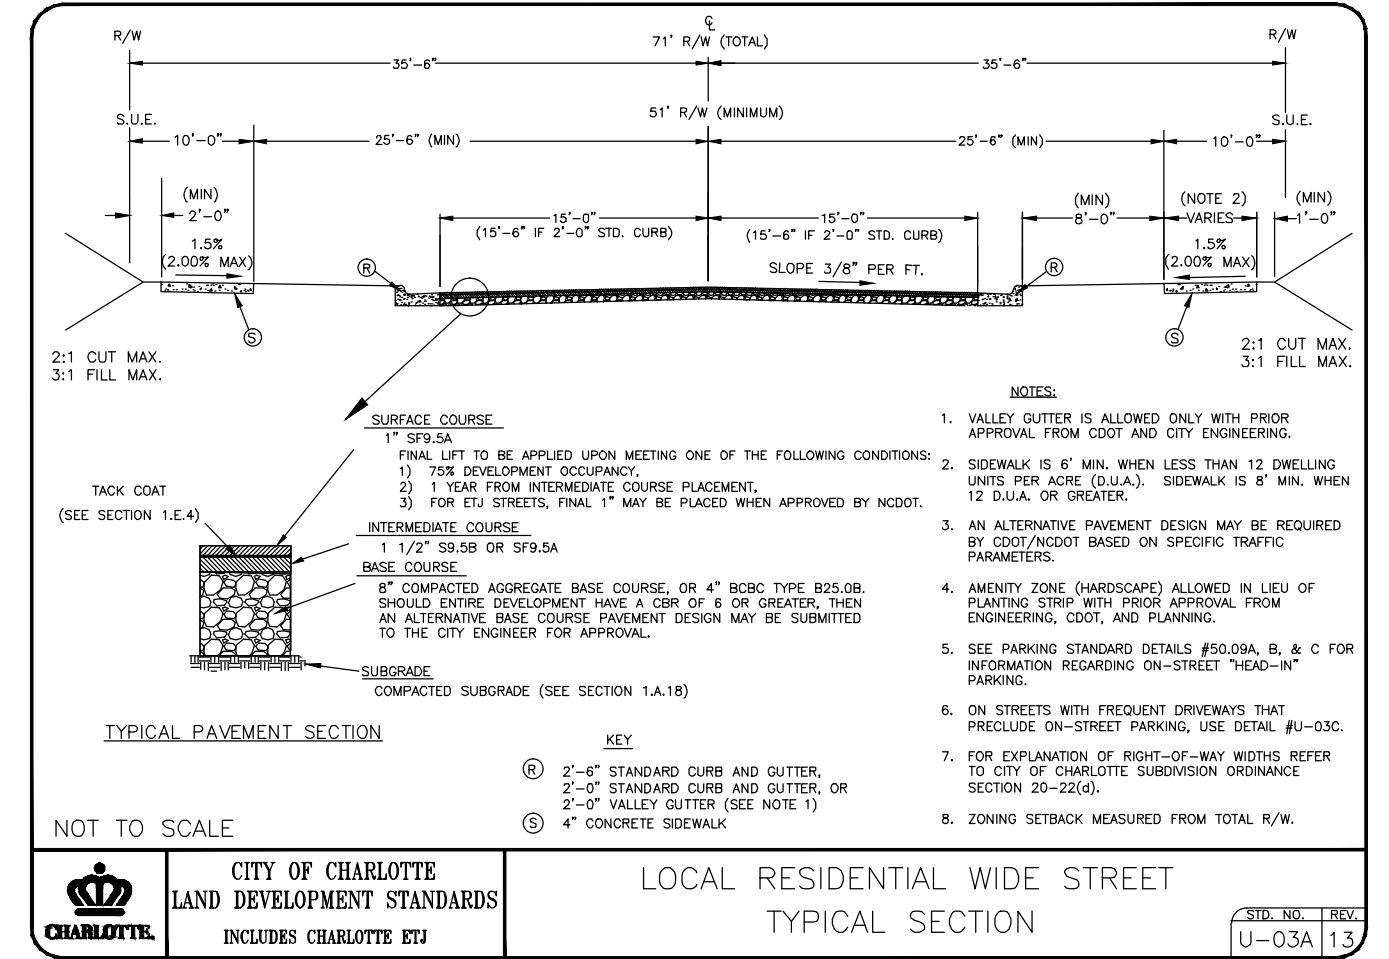 ℄
R/W
71' R/W (TOTAL)
R/W
35'-6"
35'-6"
51' R/W (MINIMUM)
S.U.E.
S.U.E.
10'-0"
25'-6" (MIN)
25'-6" (MIN)
10'-0"
(MIN)
2'-0"
15'-0"
(15'-6" IF 2'-0" STD. CURB)
15'-0"
(15'-6" IF 2'-0" STD. CURB)
(MIN)
8'-0"
(NOTE 2)
VARIES
(MIN)
1'-0"
1.5%
(2.00% MAX)
R
SLOPE 3/8" PER FT.
R
1.5%
(2.00% MAX)
S
S
2:1 CUT MAX.
3:1 FILL MAX.
2:1 CUT MAX.
3:1 FILL MAX.
SURFACE COURSE
1" SF9.5A
FINAL LIFT TO BE APPLIED UPON MEETING ONE OF THE FOLLOWING CONDITIONS:
1) 75% DEVELOPMENT OCCUPANCY,
2) 1 YEAR FROM INTERMEDIATE COURSE PLACEMENT,
3) FOR ETJ STREETS, FINAL 1" MAY BE PLACED WHEN APPROVED BY NCDOT.
TACK COAT
(SEE SECTION 1.E.4)
INTERMEDIATE COURSE
1 1/2" S9.5B OR SF9.5A
BASE COURSE
8" COMPACTED AGGREGATE BASE COURSE, OR 4" BCBC TYPE B25.0B.
SHOULD ENTIRE DEVELOPMENT HAVE A CBR OF 6 OR GREATER, THEN
AN ALTERNATIVE BASE COURSE PAVEMENT DESIGN MAY BE SUBMITTED
TO THE CITY ENGINEER FOR APPROVAL.
SUBGRADE
COMPACTED SUBGRADE (SEE SECTION 1.A.18)
TYPICAL PAVEMENT SECTION
KEY
R 2'-6" STANDARD CURB AND GUTTER,
2'-0" STANDARD CURB AND GUTTER, OR
2'-0" VALLEY GUTTER (SEE NOTE 1)
S 4" CONCRETE SIDEWALK
NOTES:
1. VALLEY GUTTER IS ALLOWED ONLY WITH PRIOR
APPROVAL FROM CDOT AND CITY ENGINEERING.
2. SIDEWALK IS 6' MIN. WHEN LESS THAN 12 DWELLING
UNITS PER ACRE (D.U.A.). SIDEWALK IS 8' MIN. WHEN
12 D.U.A. OR GREATER.
3. AN ALTERNATIVE PAVEMENT DESIGN MAY BE REQUIRED
BY CDOT/NCDOT BASED ON SPECIFIC TRAFFIC
PARAMETERS.
4. AMENITY ZONE (HARDSCAPE) ALLOWED IN LIEU OF
PLANTING STRIP WITH PRIOR APPROVAL FROM
ENGINEERING, CDOT, AND PLANNING.
5. SEE PARKING STANDARD DETAILS #50.09A, B, & C FOR
INFORMATION REGARDING ON-STREET "HEAD-IN"
PARKING.
6. ON STREETS WITH FREQUENT DRIVEWAYS THAT
PRECLUDE ON-STREET PARKING, USE DETAIL #U-03C.
7. FOR EXPLANATION OF RIGHT-OF-WAY WIDTHS REFER
TO CITY OF CHARLOTTE SUBDIVISION ORDINANCE
SECTION 20-22(d).
8. ZONING SETBACK MEASURED FROM TOTAL R/W.
NOT TO SCALE
CHARLOTTE.
CITY OF CHARLOTTE
LAND DEVELOPMENT STANDARDS
INCLUDES CHARLOTTE ETJ
LOCAL RESIDENTIAL WIDE STREET
TYPICAL SECTION
STD. NO. REV.
U-03A 13